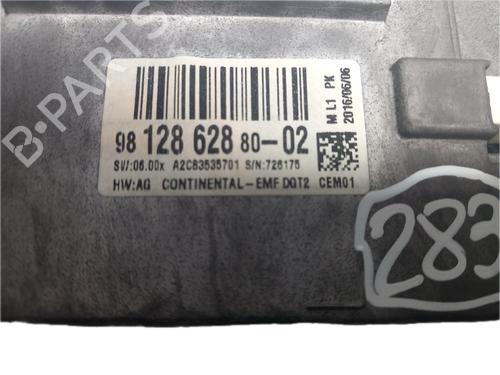 B-PARTS
98 128 628 80-02
SW:06.00x A2C83535701 S/N:726175
HW:AG CONTINENTAL-EMF DGT2 CEM01
M L1 PK
2016/06/06
283